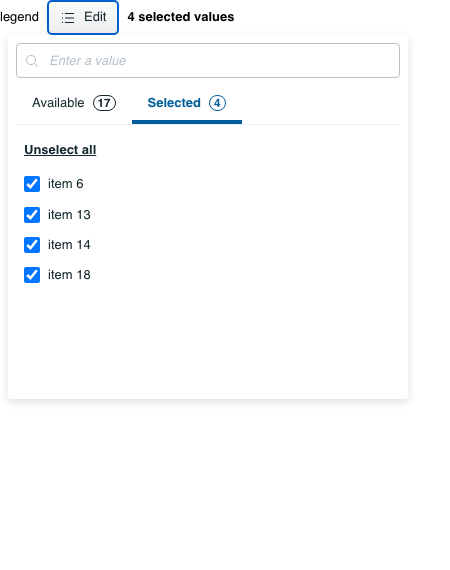 legend Edit 4 selected values
Enter a value
Available 17 Selected 4
Unselect all
item 6
item 13
item 14
item 18